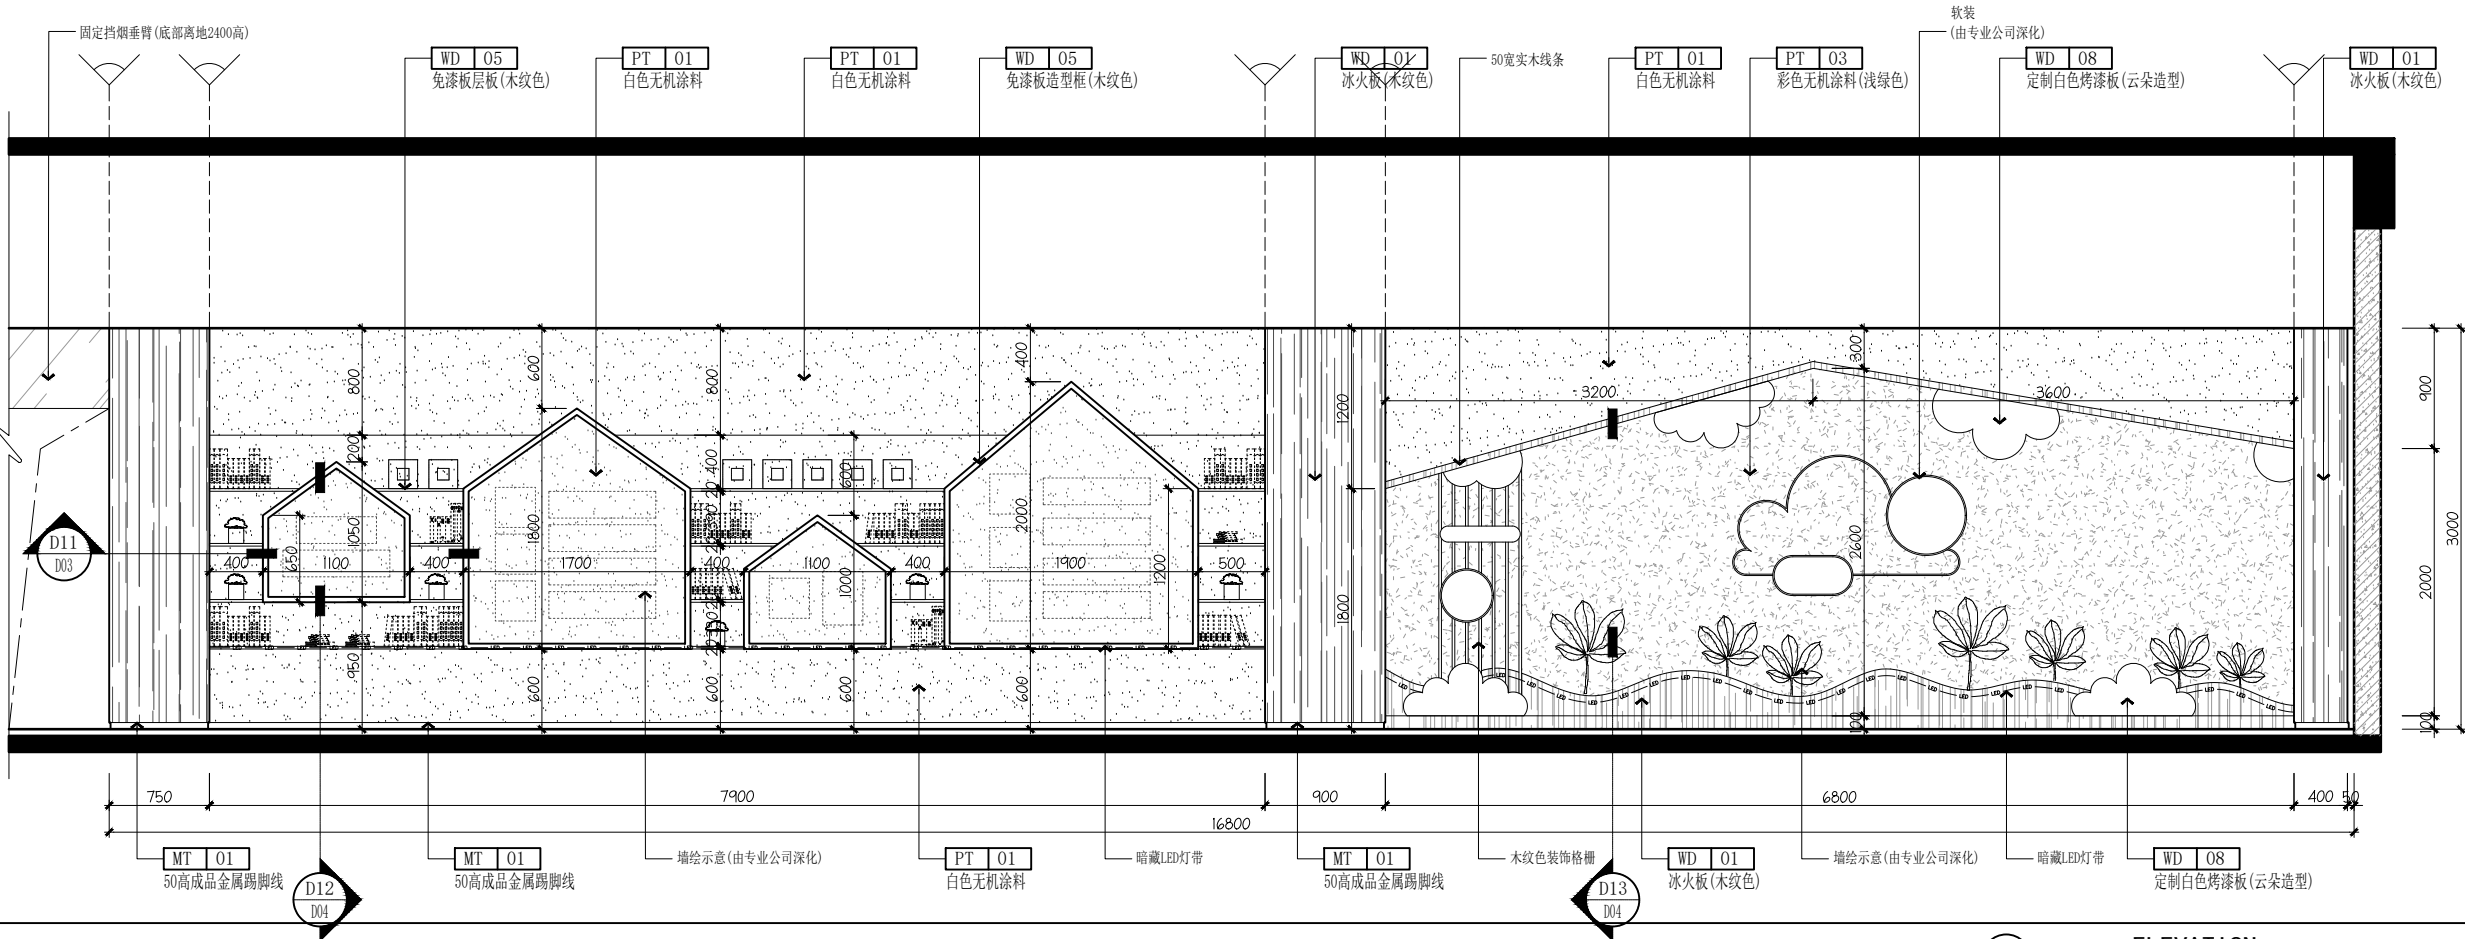 软装
固定挡烟垂臂(底部离地2400高)
(由专业公司深化)
WD 05
免漆板层板(木纹色)
PT 01
白色无机涂料
PT 01
白色无机涂料
WD 05
免漆板造型框(木纹色)
WD 01
冰火板(木纹色)
50宽实木线条
PT 01
白色无机涂料
PT 03
彩色无机涂料(浅绿色)
WD 08
定制白色烤漆板(云朵造型)
WD 01
冰火板(木纹色)
800
600
800
400
1200
300
900
3000
3200
3600
200
400
600
20
1050
650
1800
2000
1200
1000
2600
2000
1800
D11
D03
400
1100
400
1700
400
1100
400
1900
500
950
600
600
600
600
LED
100
100
750
7900
900
6800
400
50
16800
MT 01
50高成品金属踢脚线
MT 01
50高成品金属踢脚线
墙绘示意(由专业公司深化)
PT 01
白色无机涂料
暗藏LED灯带
MT 01
50高成品金属踢脚线
木纹色装饰格栅
WD 01
冰火板(木纹色)
墙绘示意(由专业公司深化)
暗藏LED灯带
WD 08
定制白色烤漆板(云朵造型)
D12
D04
D13
D04
ELEVATION